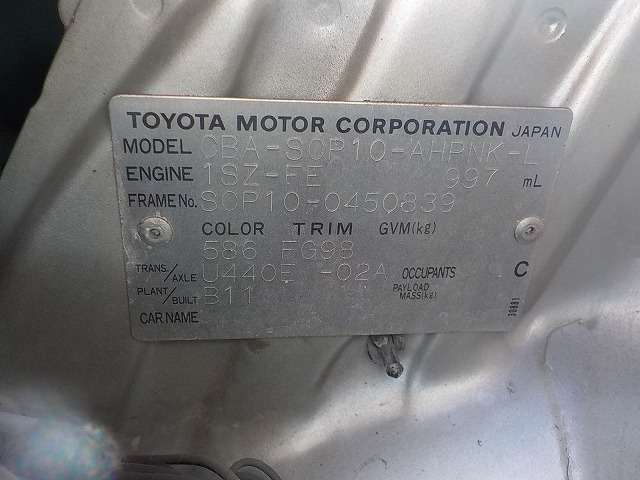 TOYOTA MOTOR CORPORATION JAPAN
MODEL CBA-SCP10-AHPNK-L
ENGINE 1SZ-FE 997 mL
FRAME No. SCP10-0450839
COLOR TRIM GVM(kg)
586 FG98
TRANS/AXLE U440E -02A OCCUPANTS C
PLANT/BUILT B11 PAYLOAD MASS(kg)
CAR NAME
30881